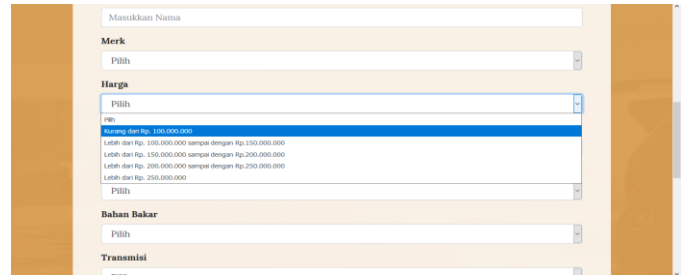 Masukkan Nama
Merk
Pilih
Harga
Pilih
Pilih
Kurang dari Rp. 100.000.000
Lebih dari Rp. 100.000.000 sampai dengan Rp.150.000.000
Lebih dari Rp. 150.000.000 sampai dengan Rp.200.000.000
Lebih dari Rp. 200.000.000 sampai dengan Rp.250.000.000
Lebih dari Rp. 250.000.000
Pilih
Bahan Bakar
Pilih
Transmisi